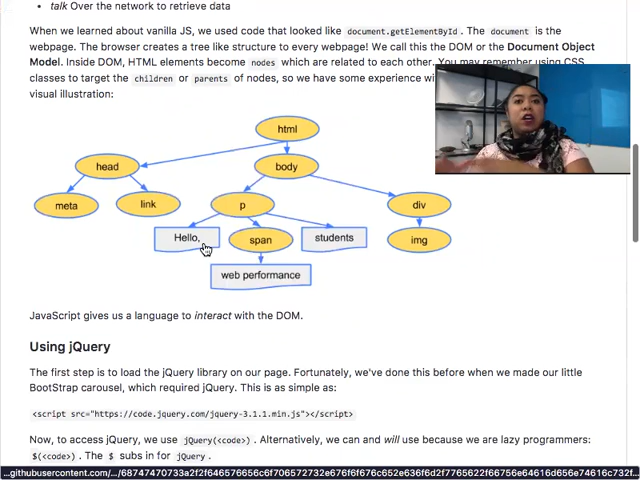 talk Over the network to retrieve data
When we learned about vanilla JS, we used code that looked like document.getElementById. The document is the
webpage. The browser creates a tree like structure to every webpage! We call this the DOM or the Document Object
Model. Inside DOM, HTML elements become nodes which are related to each other. You may remember using CSS
classes to target the children or parents of nodes, so we have some experience wi
visual illustration:
html
head
body
meta
link
p
div
Hello,
span
students
img
web performance
JavaScript gives us a language to interact with the DOM.
Using jQuery
The first step is to load the jQuery library on our page. Fortunately, we've done this before when we made our little
BootStrap carousel, which required jQuery. This is as simple as:
<script src="https://code.jquery.com/jquery-3.1.1.min.js"></script>
Now, to access jQuery, we use jQuery(<code>). Alternatively, we can and will use because we are lazy programmers:
$(<code>). The $ subs in for jQuery.